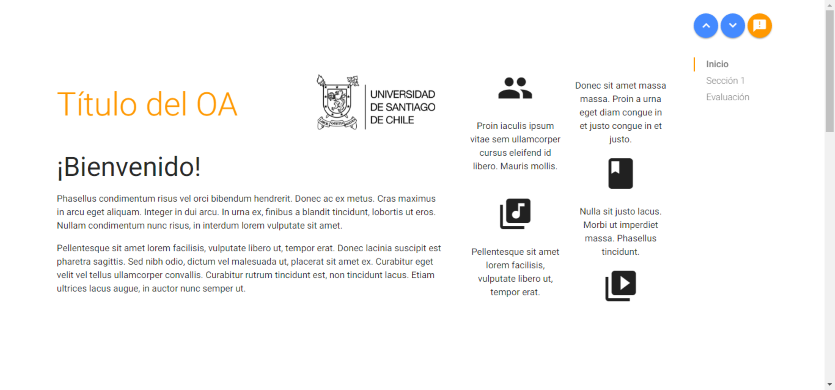 Título del OA
UNIVERSIDAD
DE SANTIAGO
DE CHILE
¡Bienvenido!
Phasellus condimentum risus vel orci bibendum hendrerit. Donec ac ex metus. Cras maximus
in arcu eget aliquam. Integer in dui arcu. In urna ex, finibus a blandit tincidunt, lobortis ut eros.
Nullam condimentum nunc risus, in interdum lorem vulputate sit amet.
Pellentesque sit amet lorem facilisis, vulputate libero ut, tempor erat. Donec lacinia suscipit est
pharetra sagittis. Sed nibh odio, dictum vel malesuada ut, placerat sit amet ex. Curabitur eget
velit vel tellus ullamcorper convallis. Curabitur rutrum tincidunt est, non tincidunt lacus. Etiam
ultrices lacus augue, in auctor nunc semper ut.
Proin iaculis ipsum
vitae sem ullamcorper
cursus eleifend id
libero. Mauris mollis.
Pellentesque sit amet
lorem facilisis,
vulputate libero ut,
tempor erat.
Donec sit amet massa
massa. Proin a urna
eget diam congue in
et justo congue in et
justo.
Nulla sit justo lacus.
Morbi ut imperdiet
massa. Phasellus
tincidunt.
Inicio
Sección 1
Evaluación